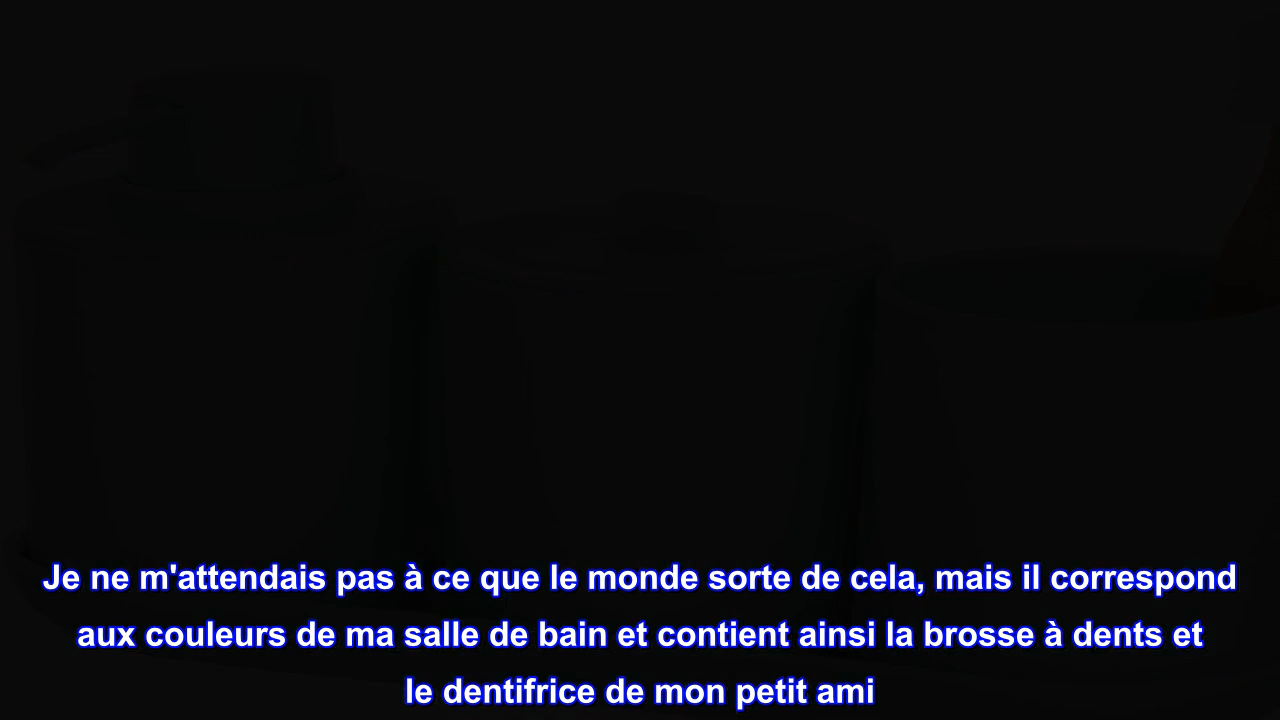 Je ne m'attendais pas à ce que le monde sorte de cela, mais il correspond
aux couleurs de ma salle de bain et contient ainsi la brosse à dents et
le dentifrice de mon petit ami